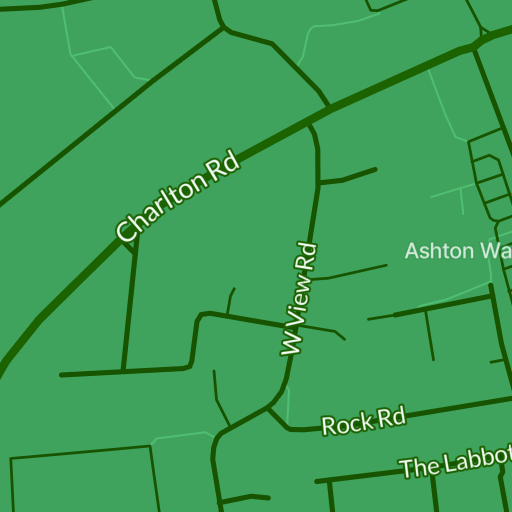 Charlton Rd
Ashton Wa
W View Rd
Rock Rd
The Labbot